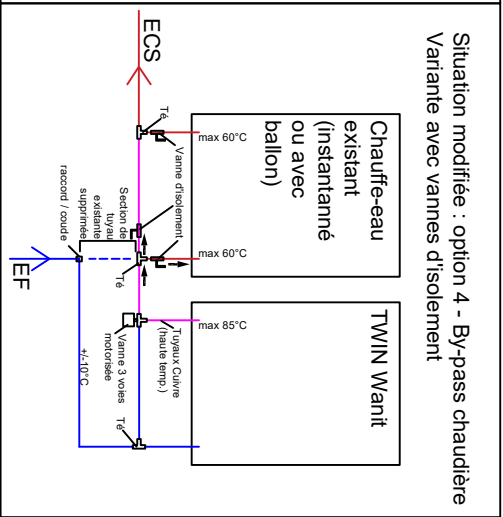 Situation modifiée : option 4 - By-pass chaudière
Variante avec vannes d'isolement
Chauffe-eau
existant
(instantanné
ou avec
ballon)
TWIN Wanit
max 60°C
max 60°C
max 85°C
ECS
Té
Vanne d'isolement
Té
Tuyaux Cuivre
(haute temp.)
Vanne 3 voies
motorisée
Té
Section de
tuyau
existante
supprimée
raccord / coude
+/-10°C
EF